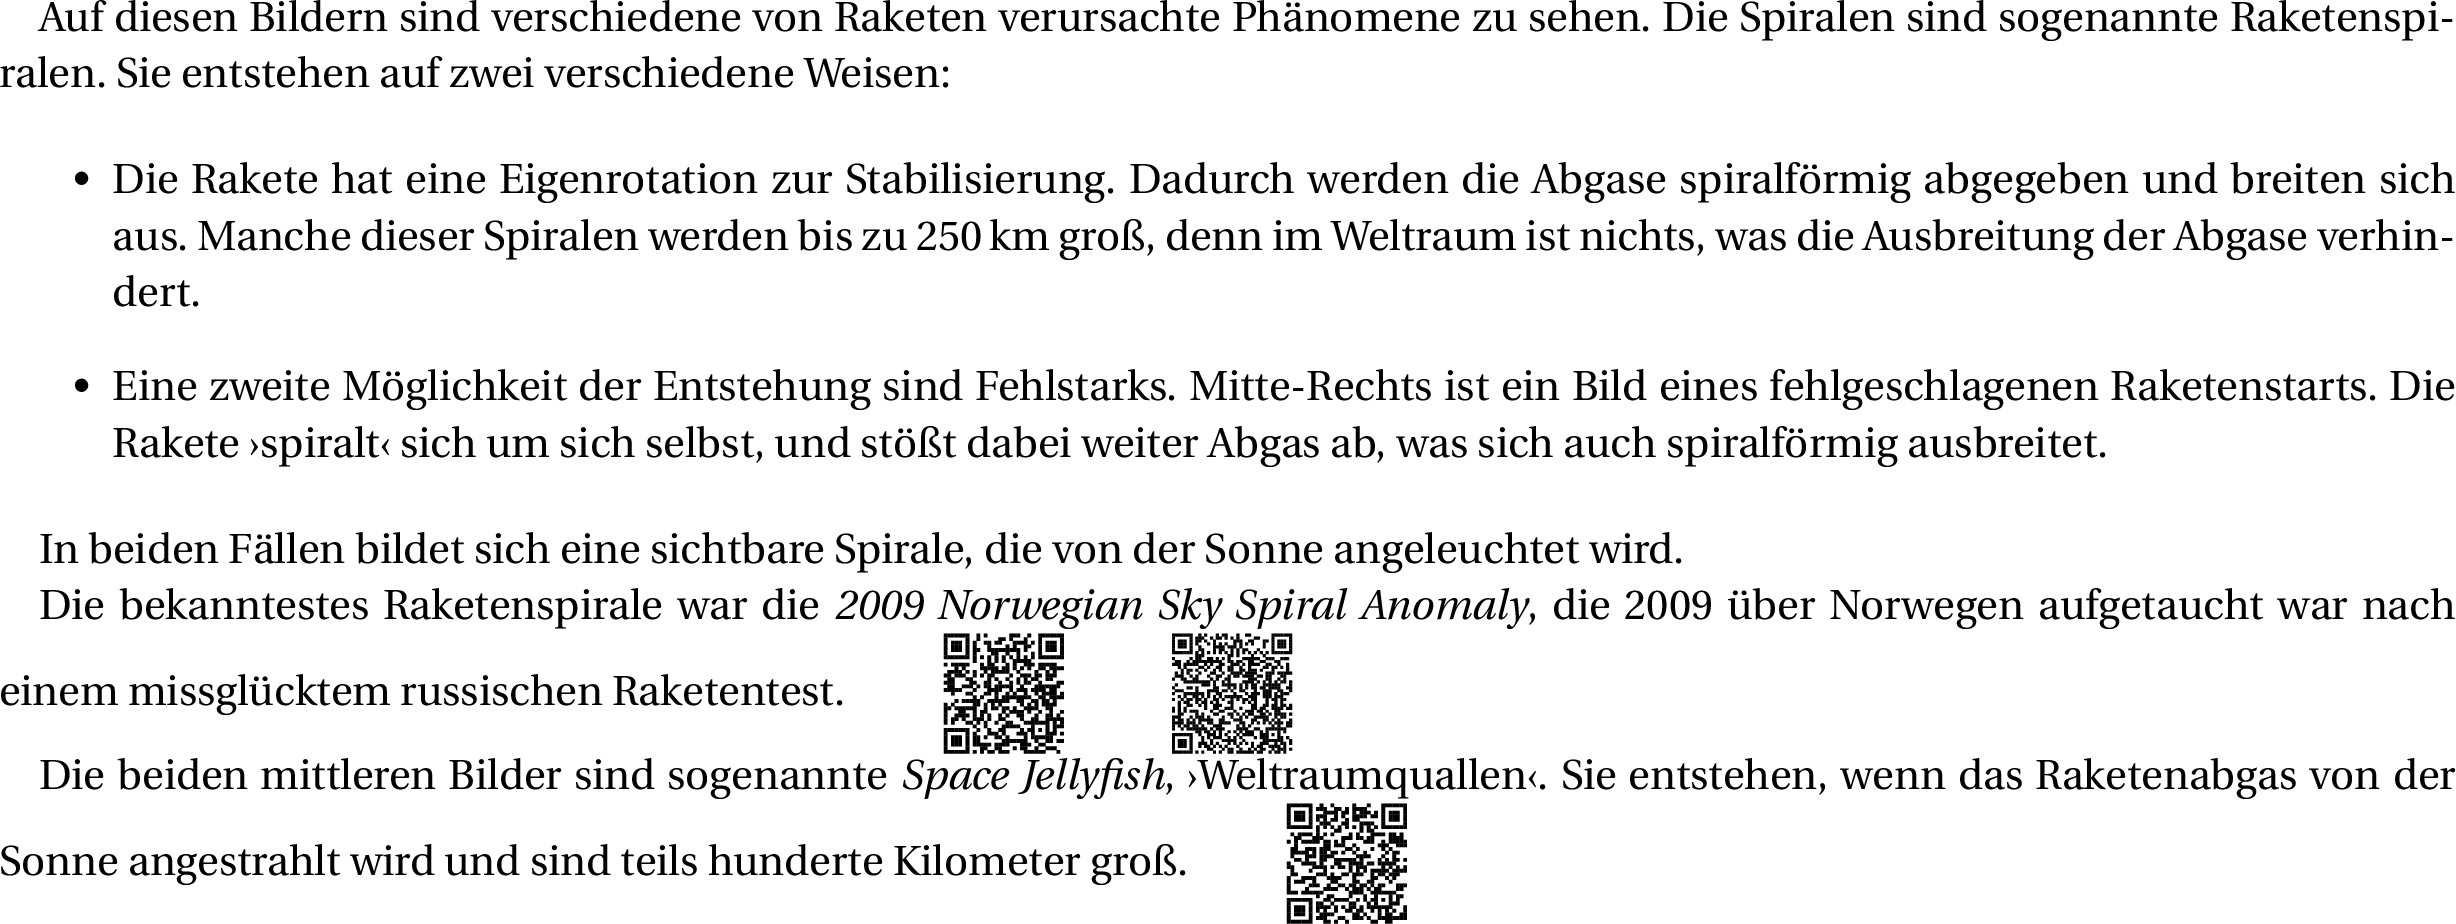 Auf diesen Bildern sind verschiedene von Raketen verursachte Phänomene zu sehen. Die Spiralen sind sogenannte Raketenspi-
ralen. Sie entstehen auf zwei verschiedene Weisen:
• Die Rakete hat eine Eigenrotation zur Stabilisierung. Dadurch werden die Abgase spiralförmig abgegeben und breiten sich
aus. Manche dieser Spiralen werden bis zu 250 km groß, denn im Weltraum ist nichts, was die Ausbreitung der Abgase verhin-
dert.
• Eine zweite Möglichkeit der Entstehung sind Fehlstarks. Mitte-Rechts ist ein Bild eines fehlgeschlagenen Raketenstarts. Die
Rakete ›spiralt‹ sich um sich selbst, und stößt dabei weiter Abgas ab, was sich auch spiralförmig ausbreitet.
In beiden Fällen bildet sich eine sichtbare Spirale, die von der Sonne angeleuchtet wird.
Die bekanntestes Raketenspirale war die 2009 Norwegian Sky Spiral Anomaly, die 2009 über Norwegen aufgetaucht war nach
einem missglücktem russischen Raketentest.
Die beiden mittleren Bilder sind sogenannte Space Jellyfish, ›Weltraumquallen‹. Sie entstehen, wenn das Raketenabgas von der
Sonne angestrahlt wird und sind teils hunderte Kilometer groß.